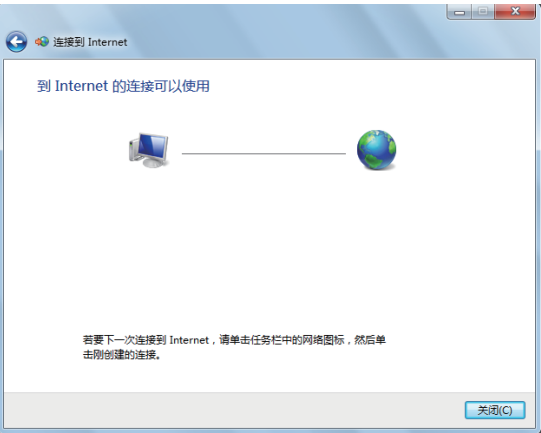 连接到 Internet
到 Internet 的连接可以使用
若要下一次连接到 Internet，请单击任务栏中的网络图标，然后单
击刚创建的连接。
关闭(C)